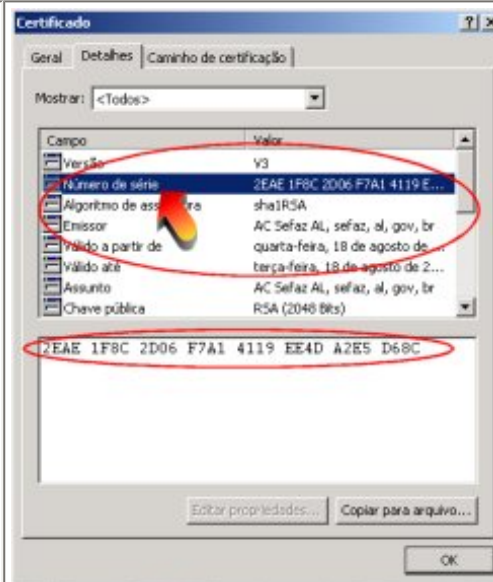 Certificado
Geral Detalhes Caminho de certificação
Mostrar: <Todos>
Campo Valor
Versão V3
Número de série 2EAE 1F8C 2D06 F7A1 4119 E...
Algoritmo de assinatura sha1RSA
Emissor AC Sefaz AL, sefaz, al, gov, br
Válido a partir de quarta-feira, 18 de agosto de ...
Válido até terça-feira, 18 de agosto de 2...
Assunto AC Sefaz AL, sefaz, al, gov, br
Chave pública RSA (2048 Bits)
2EAE 1F8C 2D06 F7A1 4119 EE4D A2E5 D68C
Editar propriedades... Copiar para arquivo...
OK